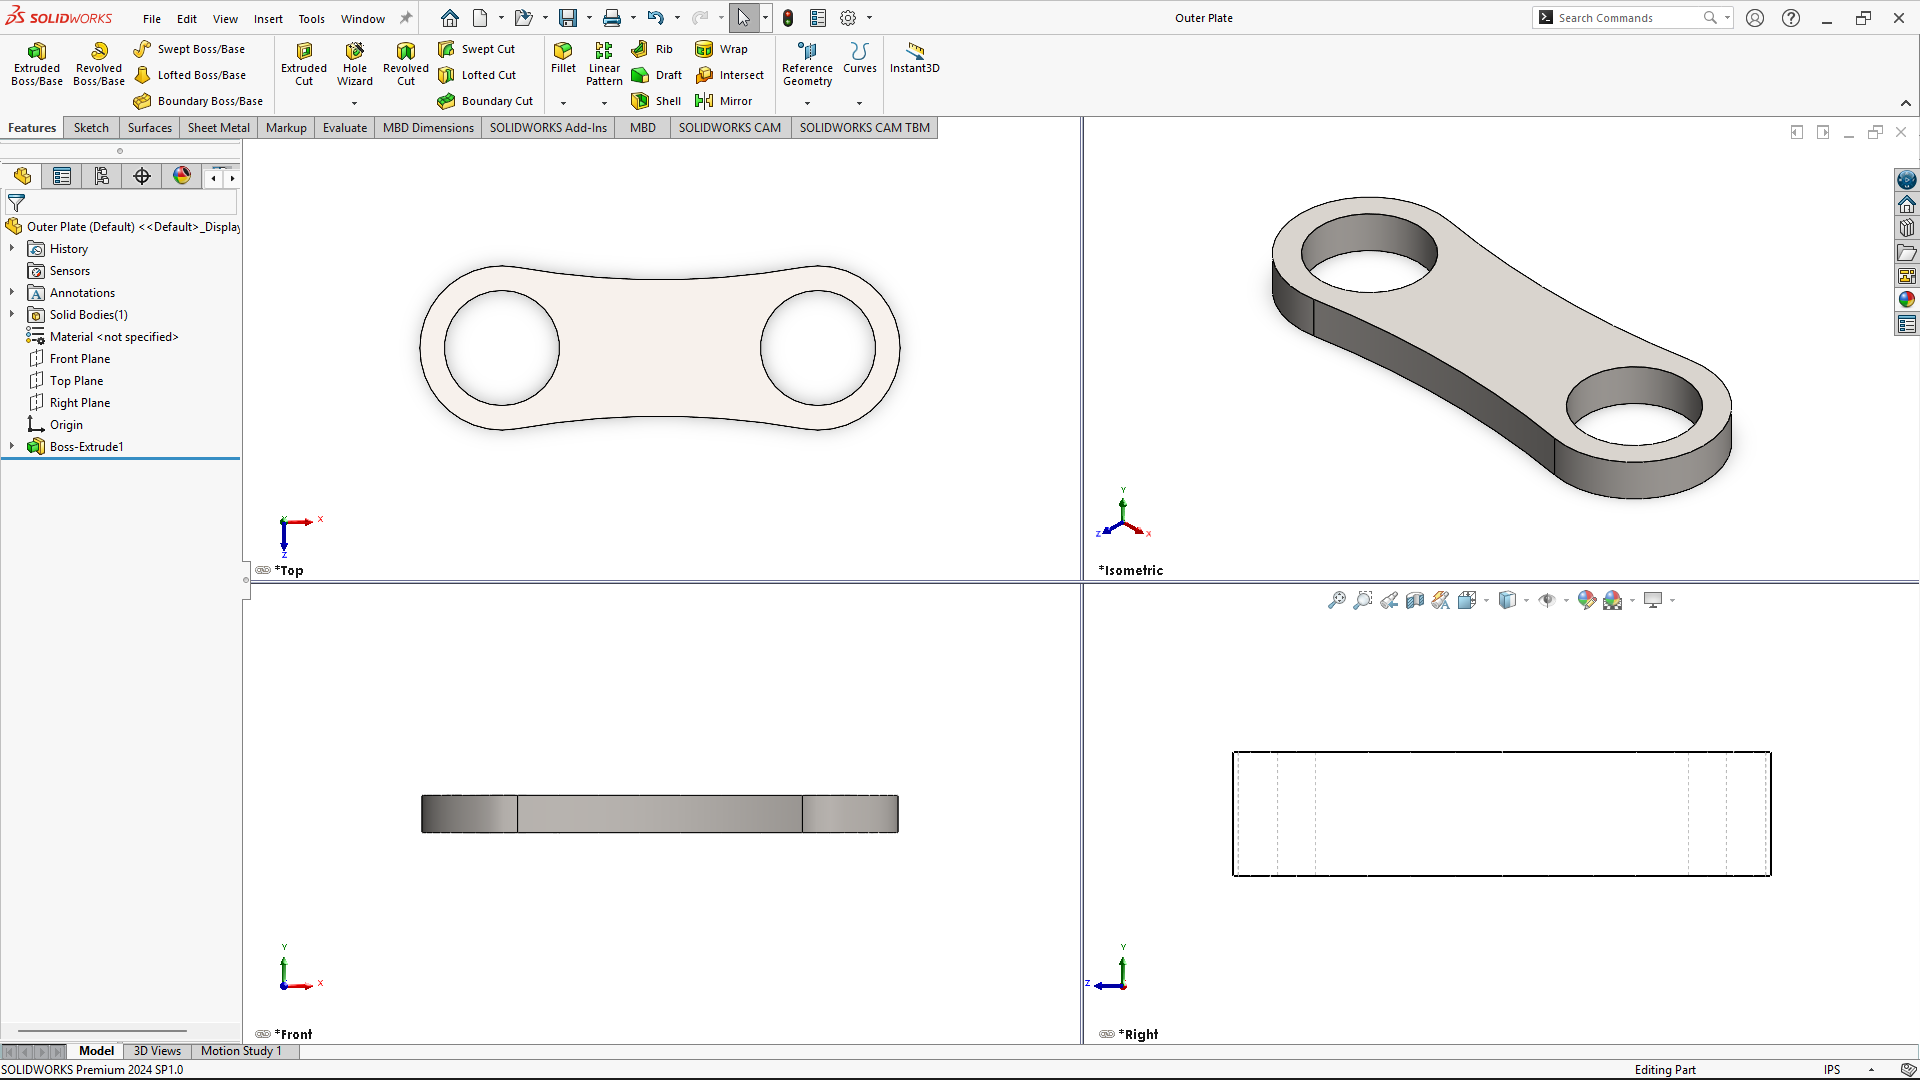 SOLIDWORKS File Edit View Insert Tools Window Outer Plate Search Commands
Extruded Boss/Base
Revolved Boss/Base
Swept Boss/Base
Lofted Boss/Base
Boundary Boss/Base
Extruded Cut
Hole Wizard
Revolved Cut
Swept Cut
Lofted Cut
Boundary Cut
Fillet
Linear Pattern
Rib
Draft
Shell
Wrap
Intersect
Mirror
Reference Geometry
Curves
Instant3D
Features Sketch Surfaces Sheet Metal Markup Evaluate MBD Dimensions SOLIDWORKS Add-Ins MBD SOLIDWORKS CAM SOLIDWORKS CAM TBM
Outer Plate (Default) <<Default>_Display
History
Sensors
Annotations
Solid Bodies(1)
Material <not specified>
Front Plane
Top Plane
Right Plane
Origin
Boss-Extrude1
Y X
Z
*Top
Y
Z X
*Isometric
Y
X
*Front
Y
Z
*Right
Model 3D Views Motion Study 1
SOLIDWORKS Premium 2024 SP1.0 Editing Part IPS